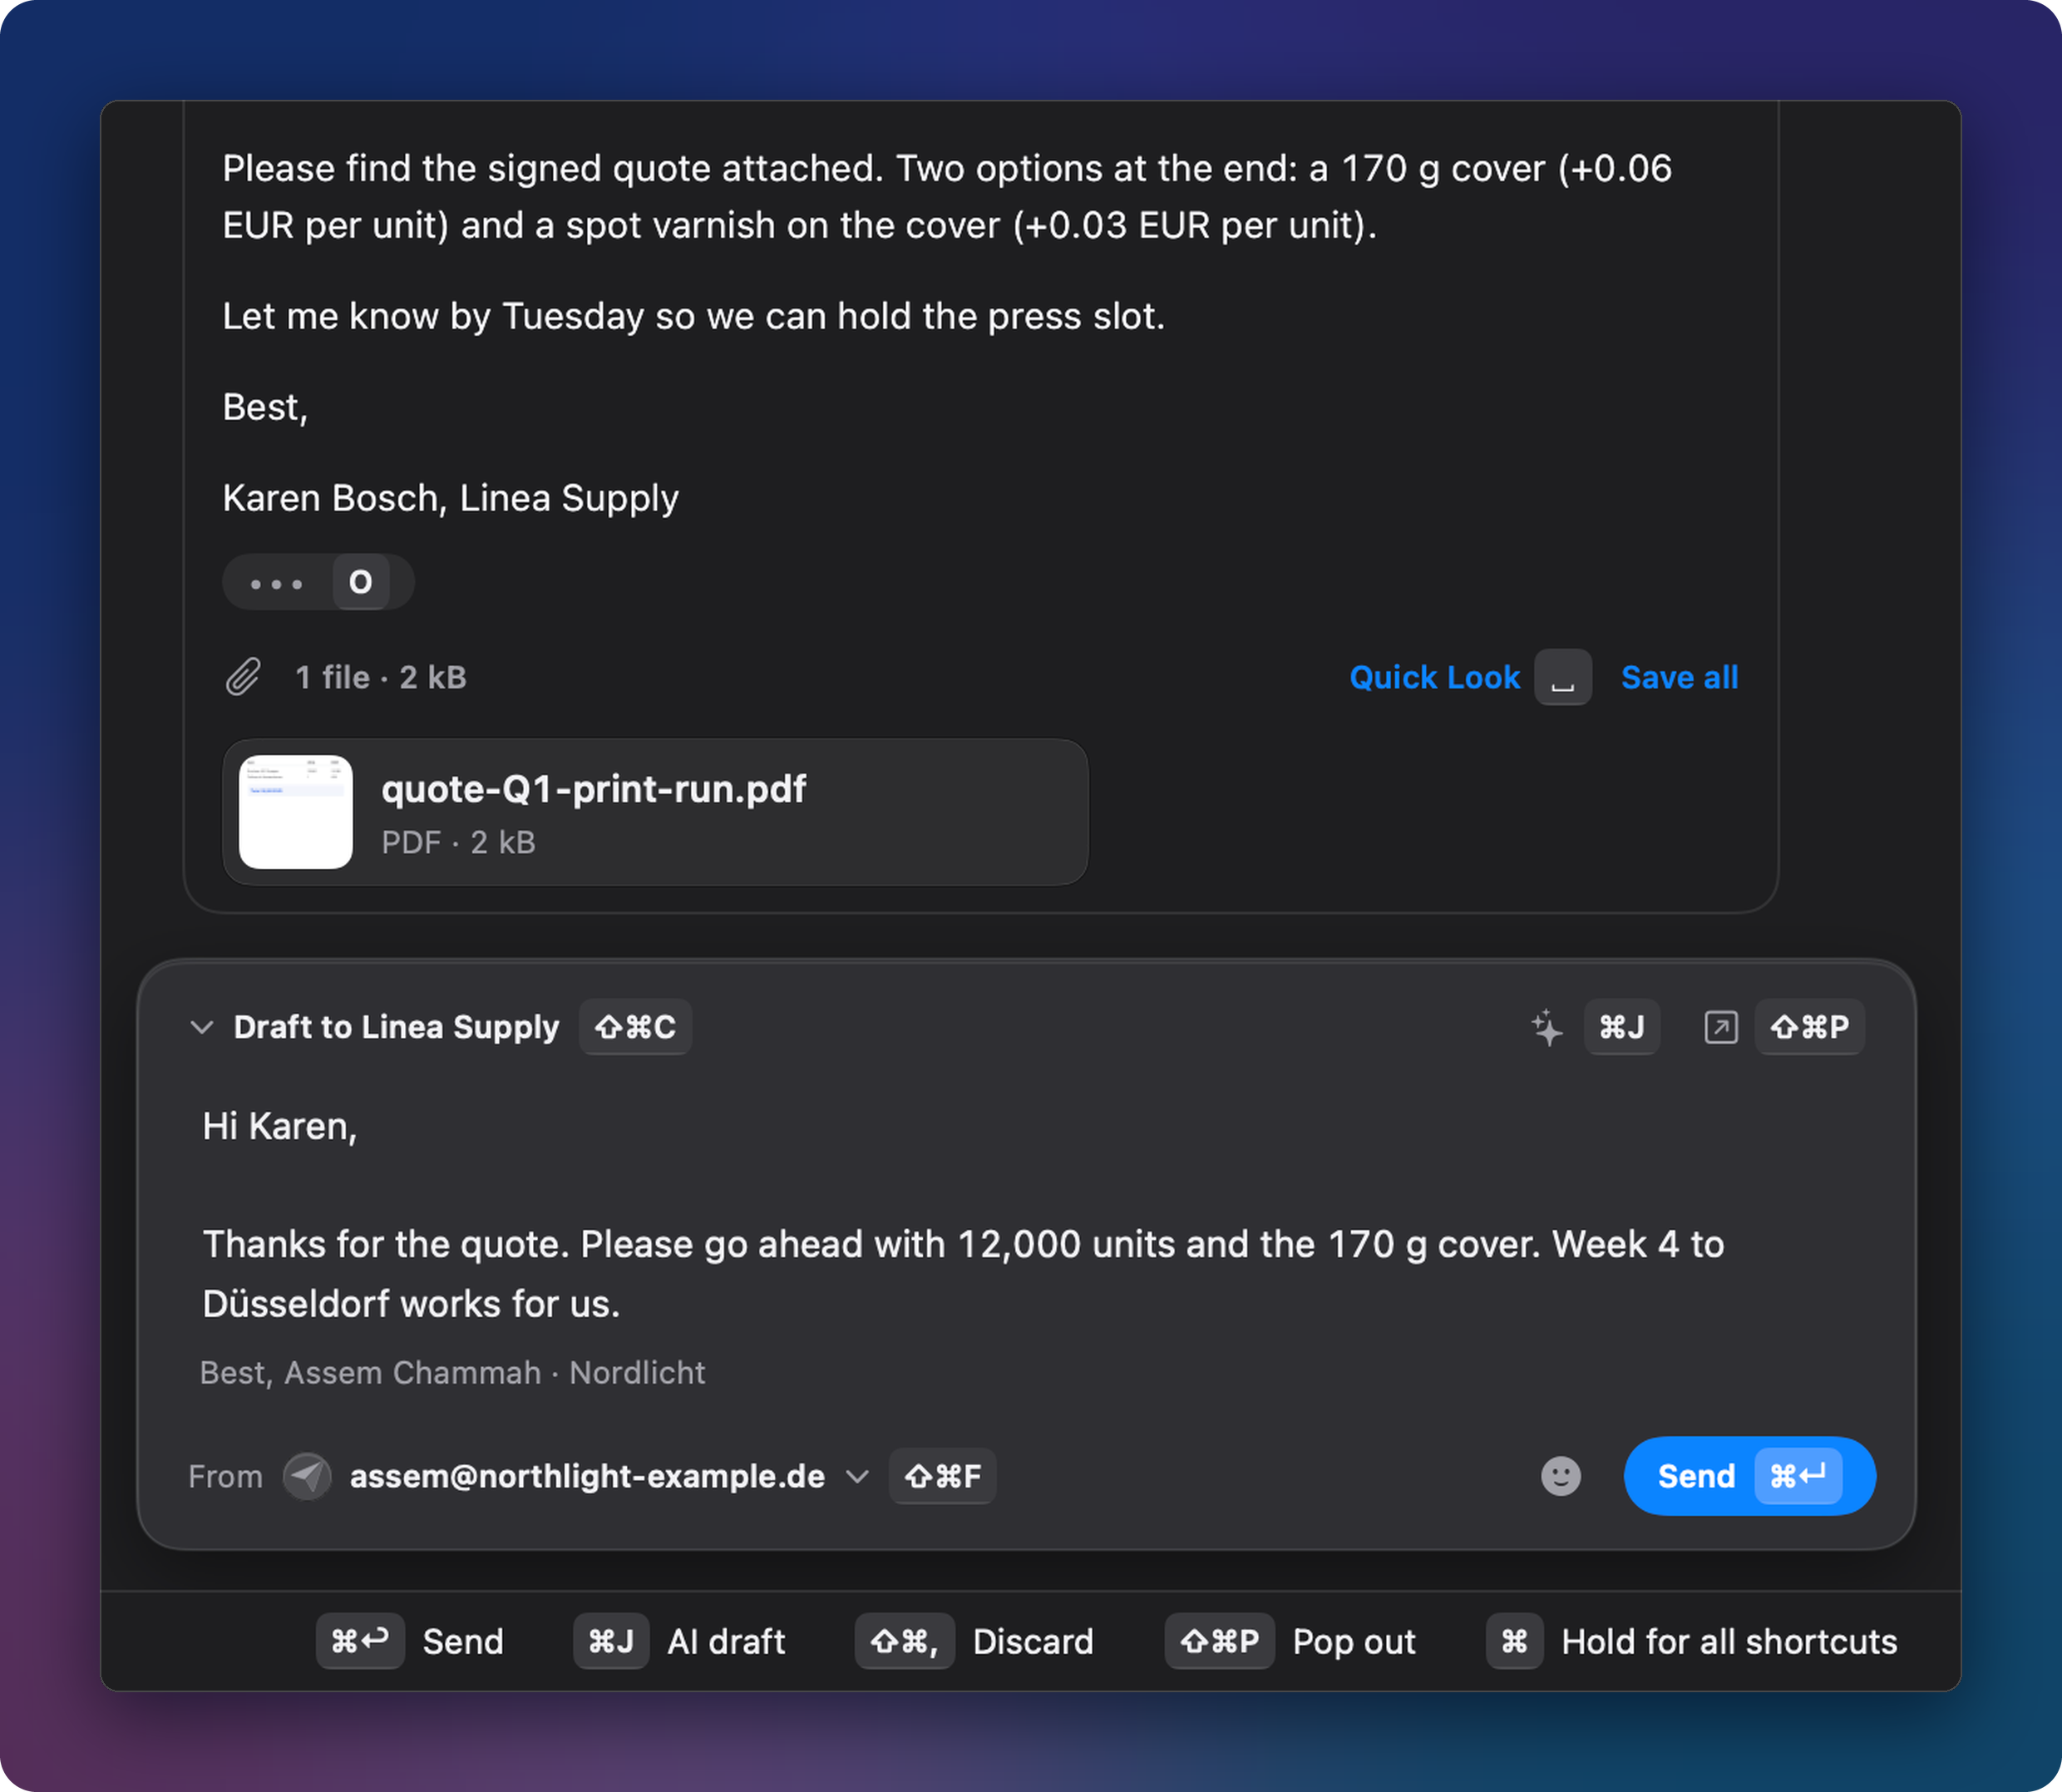 Please find the signed quote attached. Two options at the end: a 170 g cover (+0.06
EUR per unit) and a spot varnish on the cover (+0.03 EUR per unit).
Let me know by Tuesday so we can hold the press slot.
Best,
Karen Bosch, Linea Supply
••• O
1 file · 2 kB Quick Look ⎵ Save all
quote-Q1-print-run.pdf
PDF · 2 kB
Draft to Linea Supply ⇧⌘C ⌘J ⇧⌘P
Hi Karen,
Thanks for the quote. Please go ahead with 12,000 units and the 170 g cover. Week 4 to
Düsseldorf works for us.
Best, Assem Chammah · Nordlicht
From assem@northlight-example.de ⇧⌘F Send ⌘↵
⌘↩ Send ⌘J AI draft ⇧⌘, Discard ⇧⌘P Pop out ⌘ Hold for all shortcuts